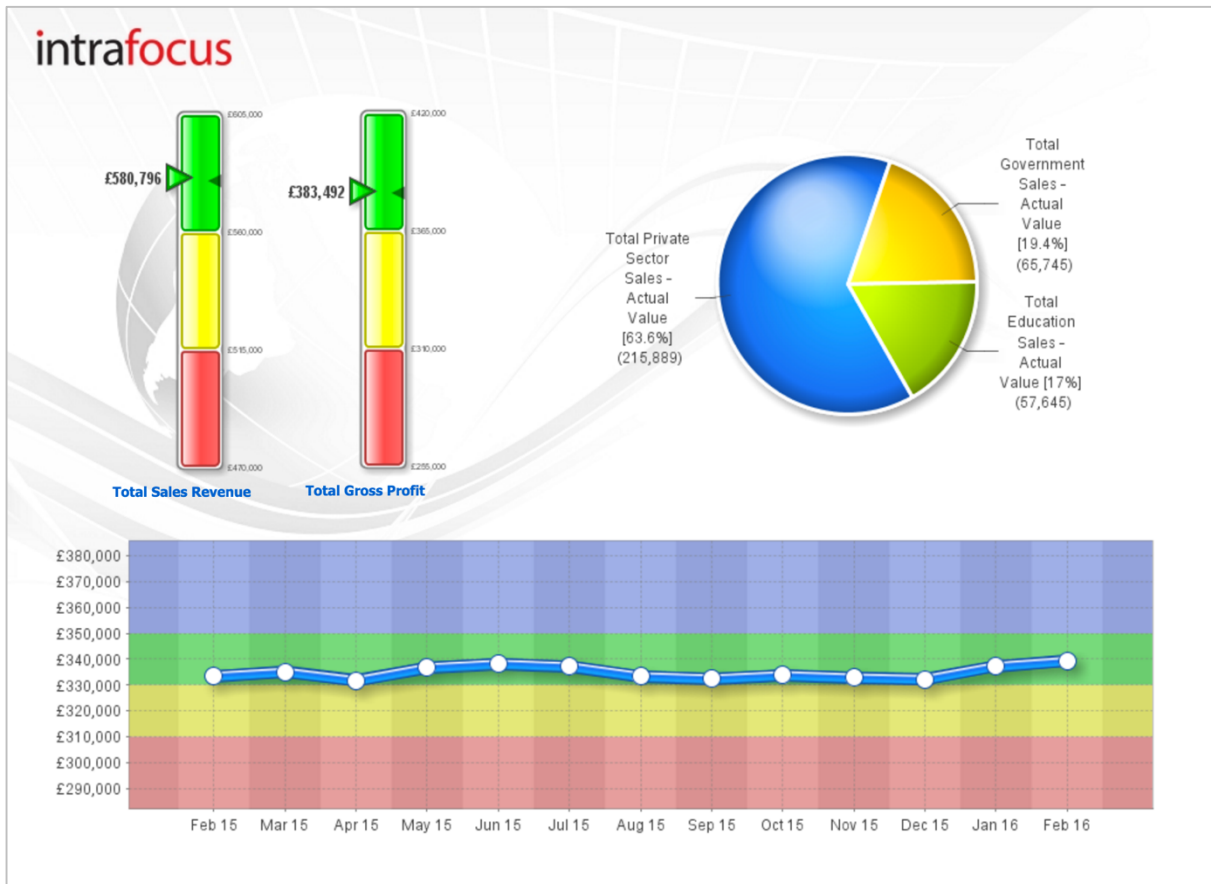 intrafocus
£605,000
£580,796
£560,000
£515,000
£470,000
Total Sales Revenue
£420,000
£383,492
£365,000
£310,000
£255,000
Total Gross Profit
Total Private
Sector
Sales -
Actual
Value
[63.6%]
(215,889)
Total
Government
Sales -
Actual
Value
[19.4%]
(65,745)
Total
Education
Sales -
Actual
Value [17%]
(57,645)
£380,000
£370,000
£360,000
£350,000
£340,000
£330,000
£320,000
£310,000
£300,000
£290,000
Feb 15 Mar 15 Apr 15 May 15 Jun 15 Jul 15 Aug 15 Sep 15 Oct 15 Nov 15 Dec 15 Jan 16 Feb 16